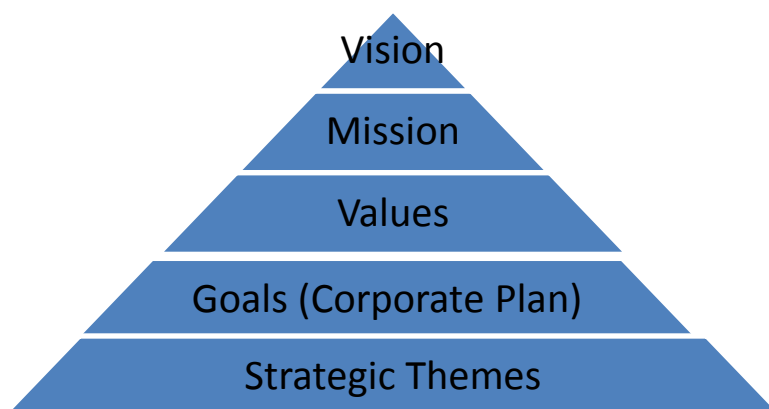 Vision
Mission
Values
Goals (Corporate Plan)
Strategic Themes